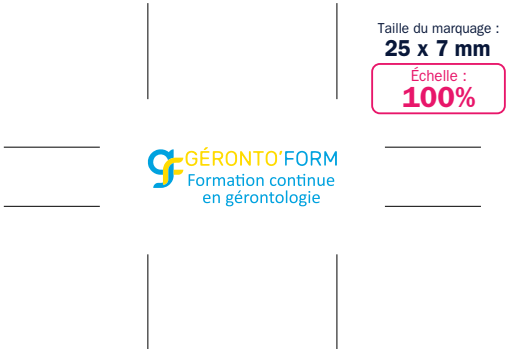 Taille du marquage :
25 x 7 mm
Échelle :
100%
GÉRONTO'FORM
Formation continue
en gérontologie